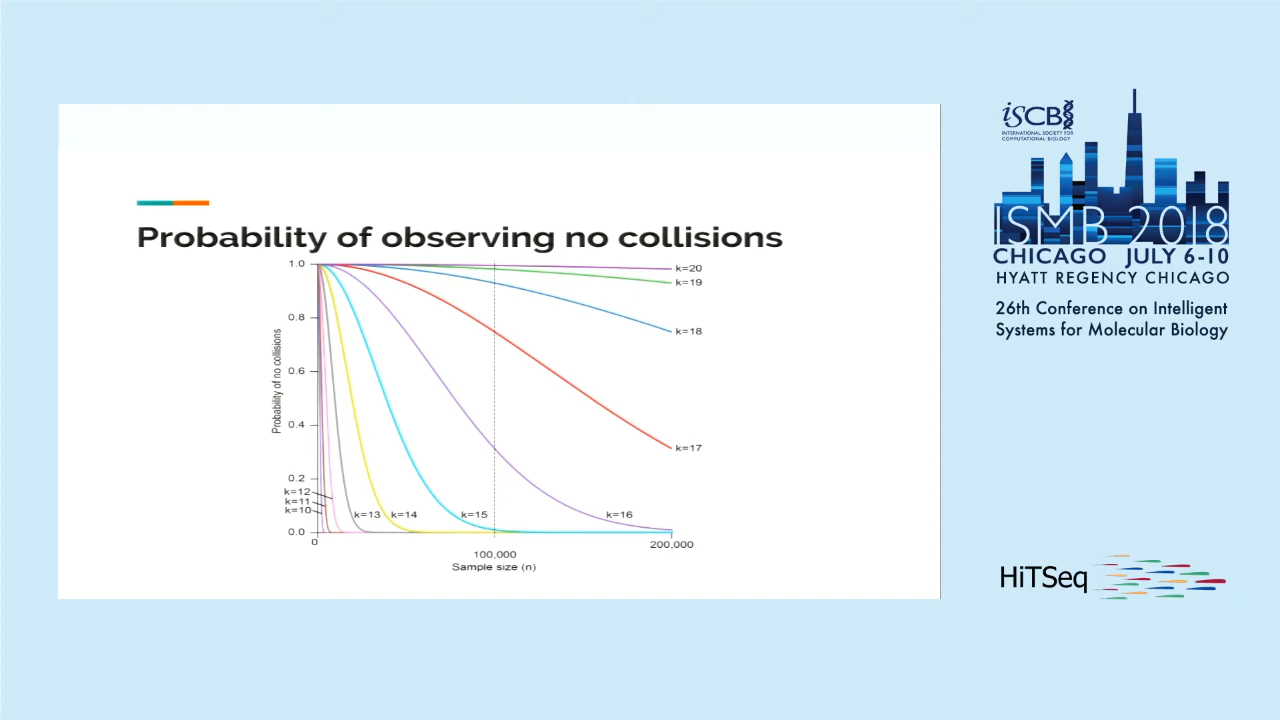 Probability of observing no collisions
1.0
0.8
0.6
0.4
0.2
0.0
Probability of no collisions
k=20
k=19
k=18
k=17
k=12
k=11
k=10
k=13
k=14
k=15
k=16
0
100,000
200,000
Sample size (n)
iSCB
INTERNATIONAL SOCIETY FOR
COMPUTATIONAL BIOLOGY
ISMB 2018
CHICAGO JULY 6-10
HYATT REGENCY CHICAGO
26th Conference on Intelligent
Systems for Molecular Biology
HiTSeq